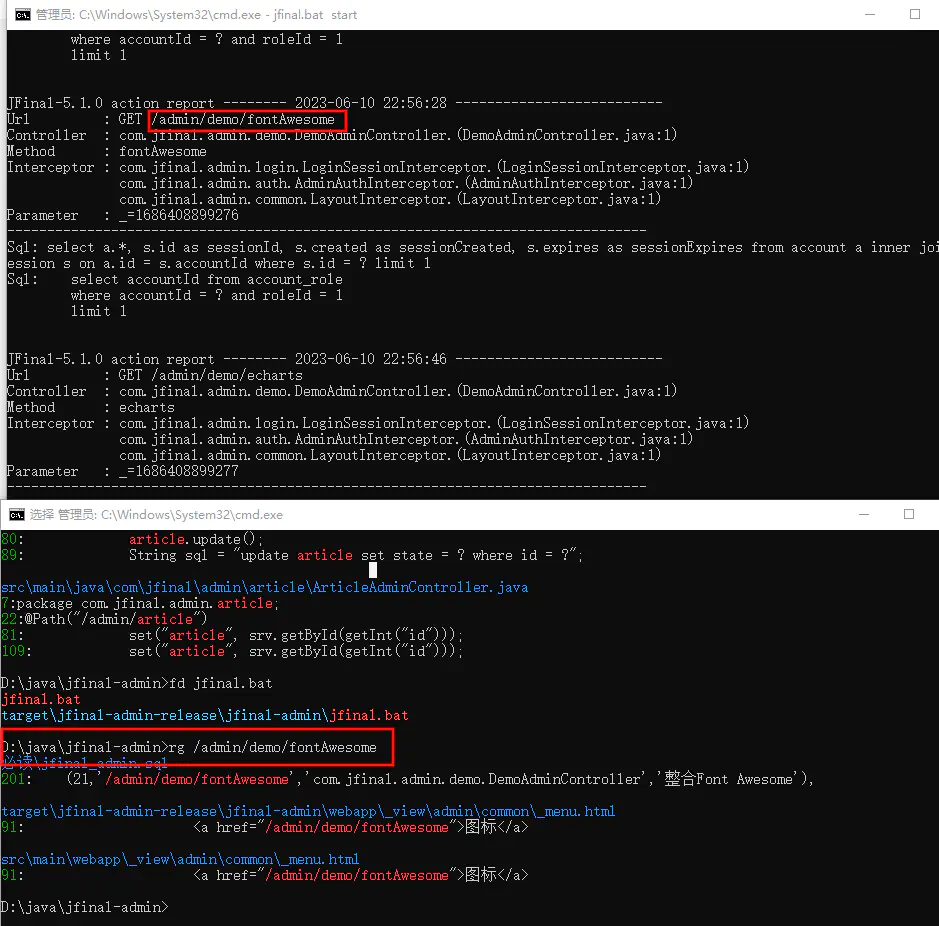 管理员: C:\Windows\System32\cmd.exe - jfinal.bat  start
where accountId = ? and roleId = 1
limit 1
JFinal-5.1.0 action report -------- 2023-06-10 22:56:28 --------------------------
Url         : GET /admin/demo/fontAwesome
Controller  : com.jfinal.admin.demo.DemoAdminController.(DemoAdminController.java:1)
Method      : fontAwesome
Interceptor : com.jfinal.admin.login.LoginSessionInterceptor.(LoginSessionInterceptor.java:1)
              com.jfinal.admin.auth.AdminAuthInterceptor.(AdminAuthInterceptor.java:1)
              com.jfinal.admin.common.LayoutInterceptor.(LayoutInterceptor.java:1)
Parameter   : _=1686408899276
--------------------------------------------------------------------------------
Sql: select a.*, s.id as sessionId, s.created as sessionCreated, s.expires as sessionExpires from account a inner joi
ession s on a.id = s.accountId where s.id = ? limit 1
Sql:    select accountId from account_role
        where accountId = ? and roleId = 1
        limit 1
JFinal-5.1.0 action report -------- 2023-06-10 22:56:46 --------------------------
Url         : GET /admin/demo/echarts
Controller  : com.jfinal.admin.demo.DemoAdminController.(DemoAdminController.java:1)
Method      : echarts
Interceptor : com.jfinal.admin.login.LoginSessionInterceptor.(LoginSessionInterceptor.java:1)
              com.jfinal.admin.auth.AdminAuthInterceptor.(AdminAuthInterceptor.java:1)
              com.jfinal.admin.common.LayoutInterceptor.(LayoutInterceptor.java:1)
Parameter   : _=1686408899277
--------------------------------------------------------------------------------
选择 管理员: C:\Windows\System32\cmd.exe
80:             article.update();
89:             String sql = "update article set state = ? where id = ?";
src\main\java\com\jfinal\admin\article\ArticleAdminController.java
7:package com.jfinal.admin.article;
22:@Path("/admin/article")
81:             set("article", srv.getById(getInt("id")));
109:            set("article", srv.getById(getInt("id")));
D:\java\jfinal-admin>fd jfinal.bat
jfinal.bat
target\jfinal-admin-release\jfinal-admin\jfinal.bat
D:\java\jfinal-admin>rg /admin/demo/fontAwesome
必读\jfinal_admin.sql
201:    (21,'/admin/demo/fontAwesome','com.jfinal.admin.demo.DemoAdminController','整合Font Awesome'),
target\jfinal-admin-release\jfinal-admin\webapp\_view\admin\common\_menu.html
91:                     <a href="/admin/demo/fontAwesome">图标</a>
src\main\webapp\_view\admin\common\_menu.html
91:                     <a href="/admin/demo/fontAwesome">图标</a>
D:\java\jfinal-admin>